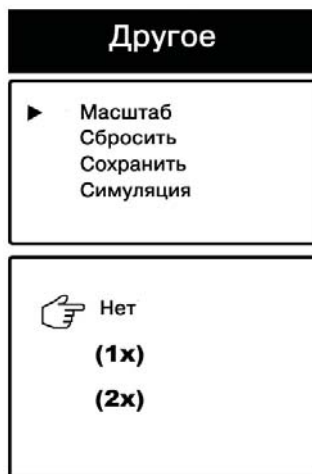 Другое
Масштаб
Сбросить
Сохранить
Симуляция
Нет
(1x)
(2x)